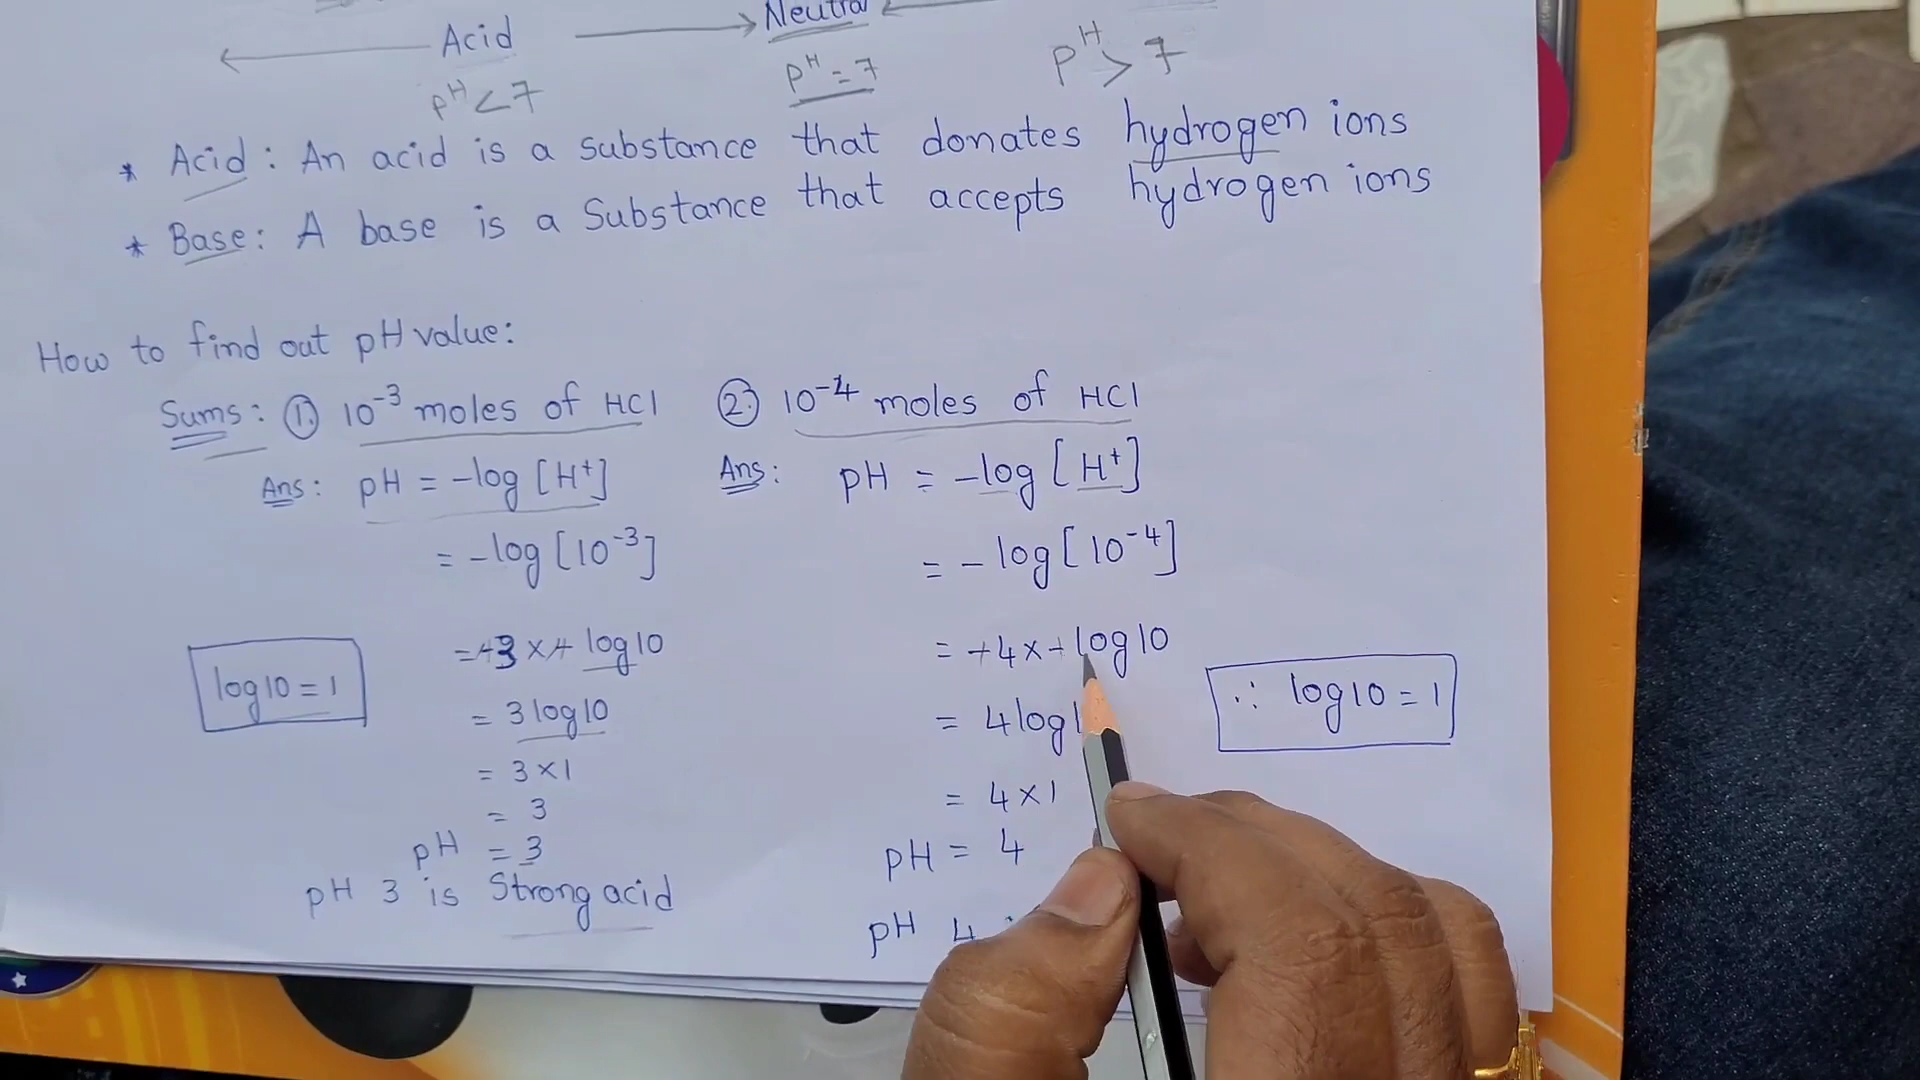 Acid Neutral
pH < 7 pH = 7 pH > 7
* Acid: An acid is a substance that donates hydrogen ions
* Base: A base is a Substance that accepts hydrogen ions
How to find out pH value:
Sums: ①. 10⁻³ moles of HCl
Ans: pH = -log [H⁺]
= -log [10⁻³]
= +3 x + log10
= 3 log10
= 3 x 1
= 3
pH = 3
pH 3 is Strong acid
log10 = 1
②. 10⁻⁴ moles of HCl
Ans: pH = -log [H⁺]
= - log [10⁻⁴]
= +4 x + log10
= 4 log
= 4 x 1
pH = 4
pH 4
∴ log10 = 1